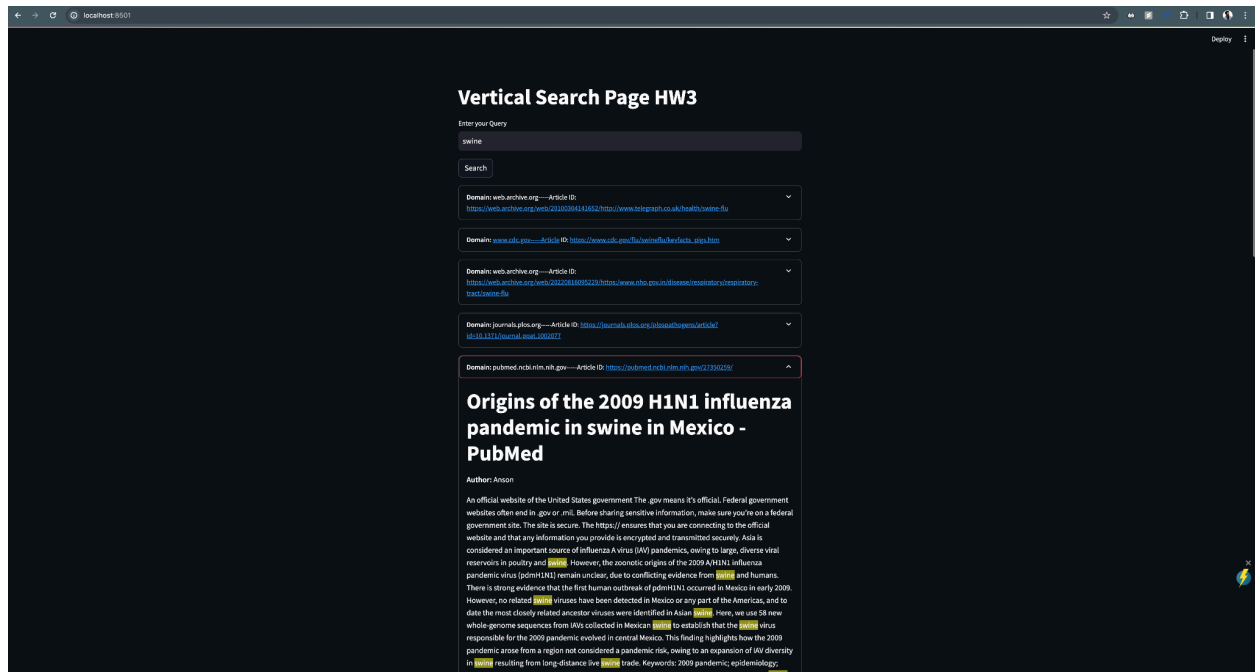 localhost:8501
Deploy
Vertical Search Page HW3
Enter your Query
swine
Search
Domain: web.archive.org-----Article ID:
https://web.archive.org/web/20100304141652/http://www.telegraph.co.uk/health/swine-flu
Domain: www.cdc.gov-----Article ID: https://www.cdc.gov/flu/swineflu/keyfacts_pigs.htm
Domain: web.archive.org-----Article ID:
https://web.archive.org/web/20220816095229/https:/www.nhp.gov.in/disease/respiratory/respiratory-
tract/swine-flu
Domain: journals.plos.org-----Article ID: https://journals.plos.org/plospathogens/article?
id=10.1371/journal.ppat.1002077
Domain: pubmed.ncbi.nlm.nih.gov-----Article ID: https://pubmed.ncbi.nlm.nih.gov/27350259/
Origins of the 2009 H1N1 influenza
pandemic in swine in Mexico -
PubMed
Author: Anson
An official website of the United States government The .gov means it's official. Federal government
websites often end in .gov or .mil. Before sharing sensitive information, make sure you're on a federal
government site. The site is secure. The https:// ensures that you are connecting to the official
website and that any information you provide is encrypted and transmitted securely. Asia is
considered an important source of influenza A virus (IAV) pandemics, owing to large, diverse viral
reservoirs in poultry and swine. However, the zoonotic origins of the 2009 A/H1N1 influenza
pandemic virus (pdmH1N1) remain unclear, due to conflicting evidence from swine and humans.
There is strong evidence that the first human outbreak of pdmH1N1 occurred in Mexico in early 2009.
However, no related swine viruses have been detected in Mexico or any part of the Americas, and to
date the most closely related ancestor viruses were identified in Asian swine. Here, we use 58 new
whole-genome sequences from IAVs collected in Mexican swine to establish that the swine virus
responsible for the 2009 pandemic evolved in central Mexico. This finding highlights how the 2009
pandemic arose from a region not considered a pandemic risk, owing to an expansion of IAV diversity
in swine resulting from long-distance live swine trade. Keywords: 2009 pandemic; epidemiology;